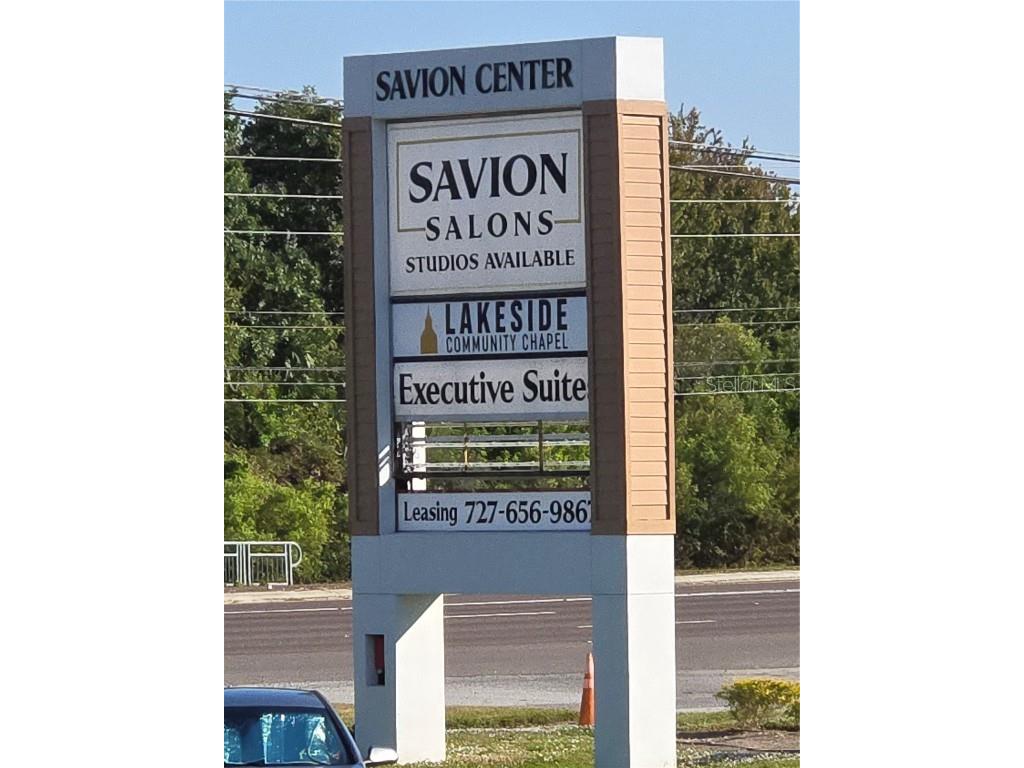 SAVION CENTER
SAVION
SALONS
STUDIOS AVAILABLE
LAKESIDE
COMMUNITY CHAPEL
Executive Suite
Leasing 727-656-9867
Stellar MLS